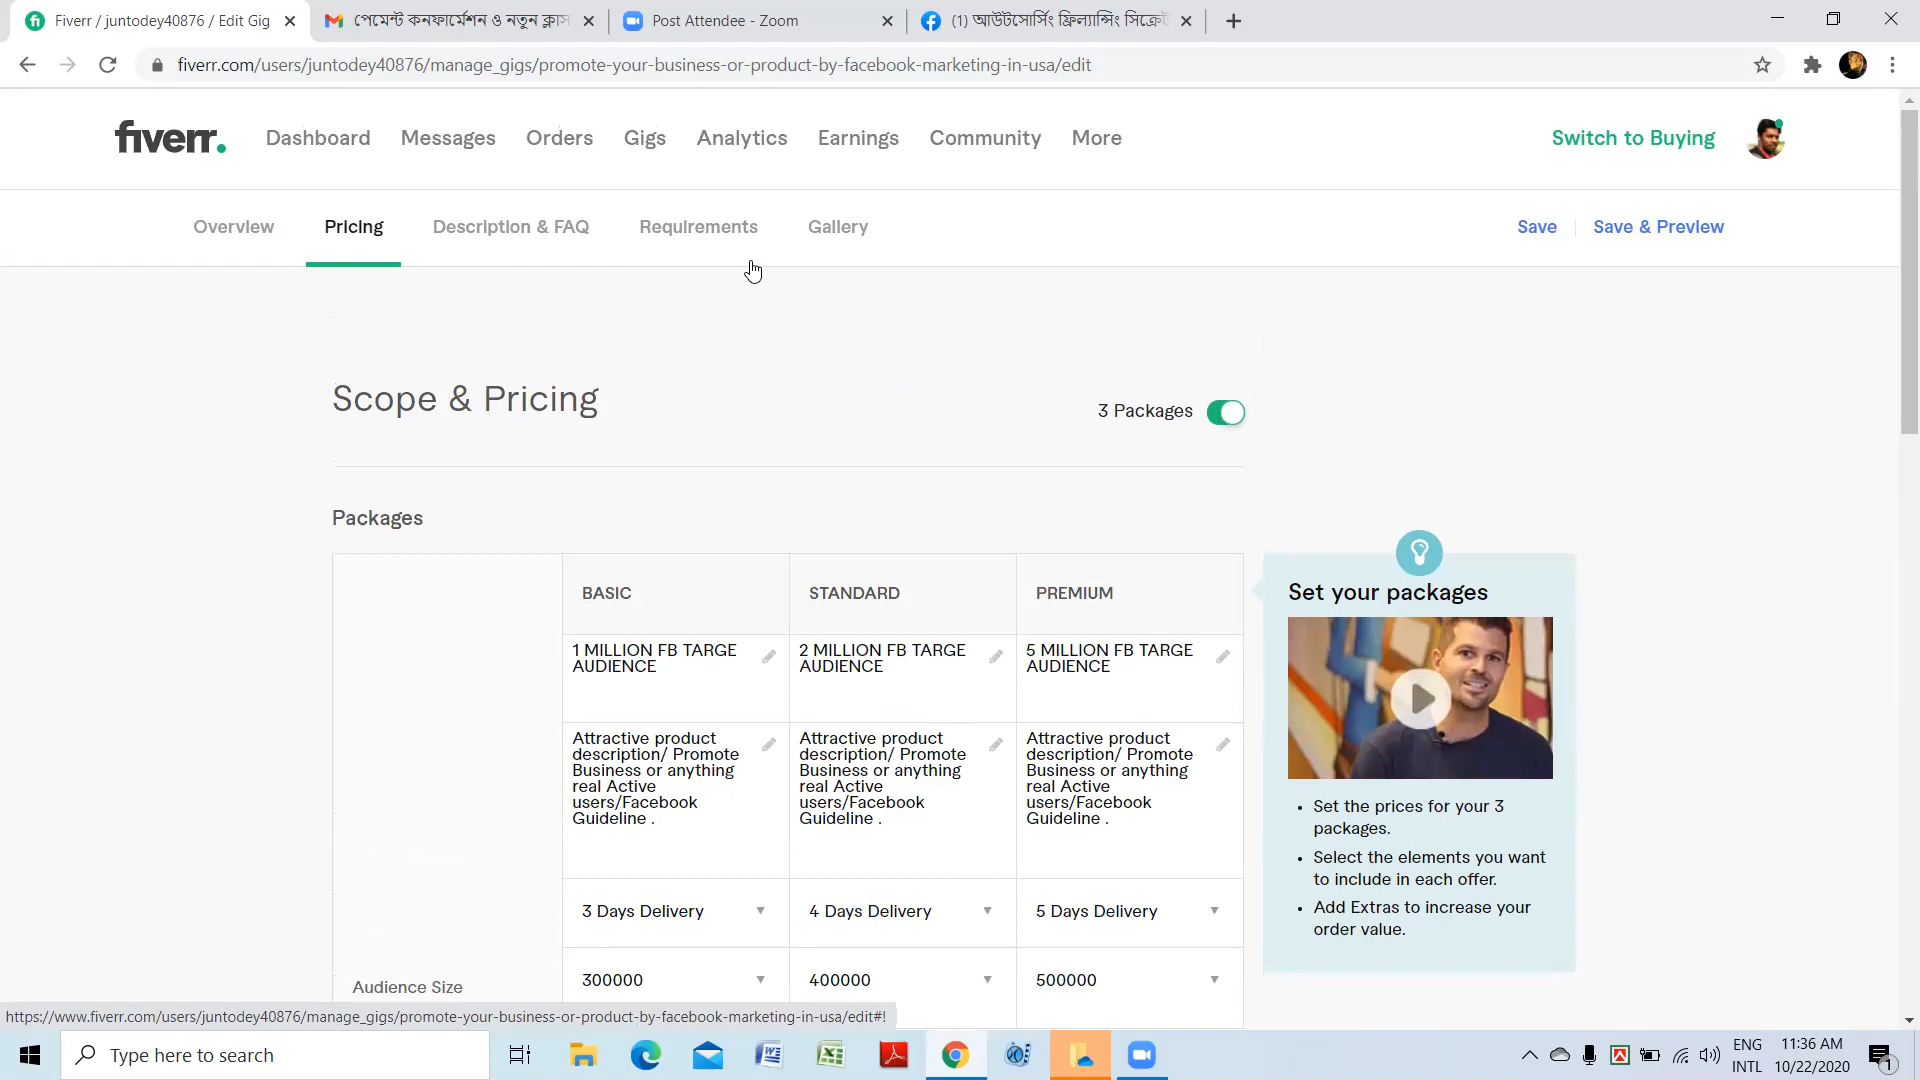 Fiverr / juntodey40876 / Edit Gig
পেমেন্ট কনফার্মেশন ও নতুন ক্লাস
Post Attendee - Zoom
(1) আউটসোর্সিং ফ্রিল্যান্সিং সিক্রেট
fiverr.com/users/juntodey40876/manage_gigs/promote-your-business-or-product-by-facebook-marketing-in-usa/edit
fiverr. Dashboard Messages Orders Gigs Analytics Earnings Community More Switch to Buying
Overview Pricing Description & FAQ Requirements Gallery Save Save & Preview
Scope & Pricing
3 Packages
Packages
BASIC STANDARD PREMIUM
1 MILLION FB TARGE
AUDIENCE
2 MILLION FB TARGE
AUDIENCE
5 MILLION FB TARGE
AUDIENCE
Attractive product
description/ Promote
Business or anything
real Active
users/Facebook
Guideline .
Attractive product
description/ Promote
Business or anything
real Active
users/Facebook
Guideline .
Attractive product
description/ Promote
Business or anything
real Active
users/Facebook
Guideline .
3 Days Delivery 4 Days Delivery 5 Days Delivery
Audience Size 300000 400000 500000
Set your packages
• Set the prices for your 3
packages.
• Select the elements you want
to include in each offer.
• Add Extras to increase your
order value.
https://www.fiverr.com/users/juntodey40876/manage_gigs/promote-your-business-or-product-by-facebook-marketing-in-usa/edit#!
Type here to search
ENG
INTL
11:36 AM
10/22/2020
1